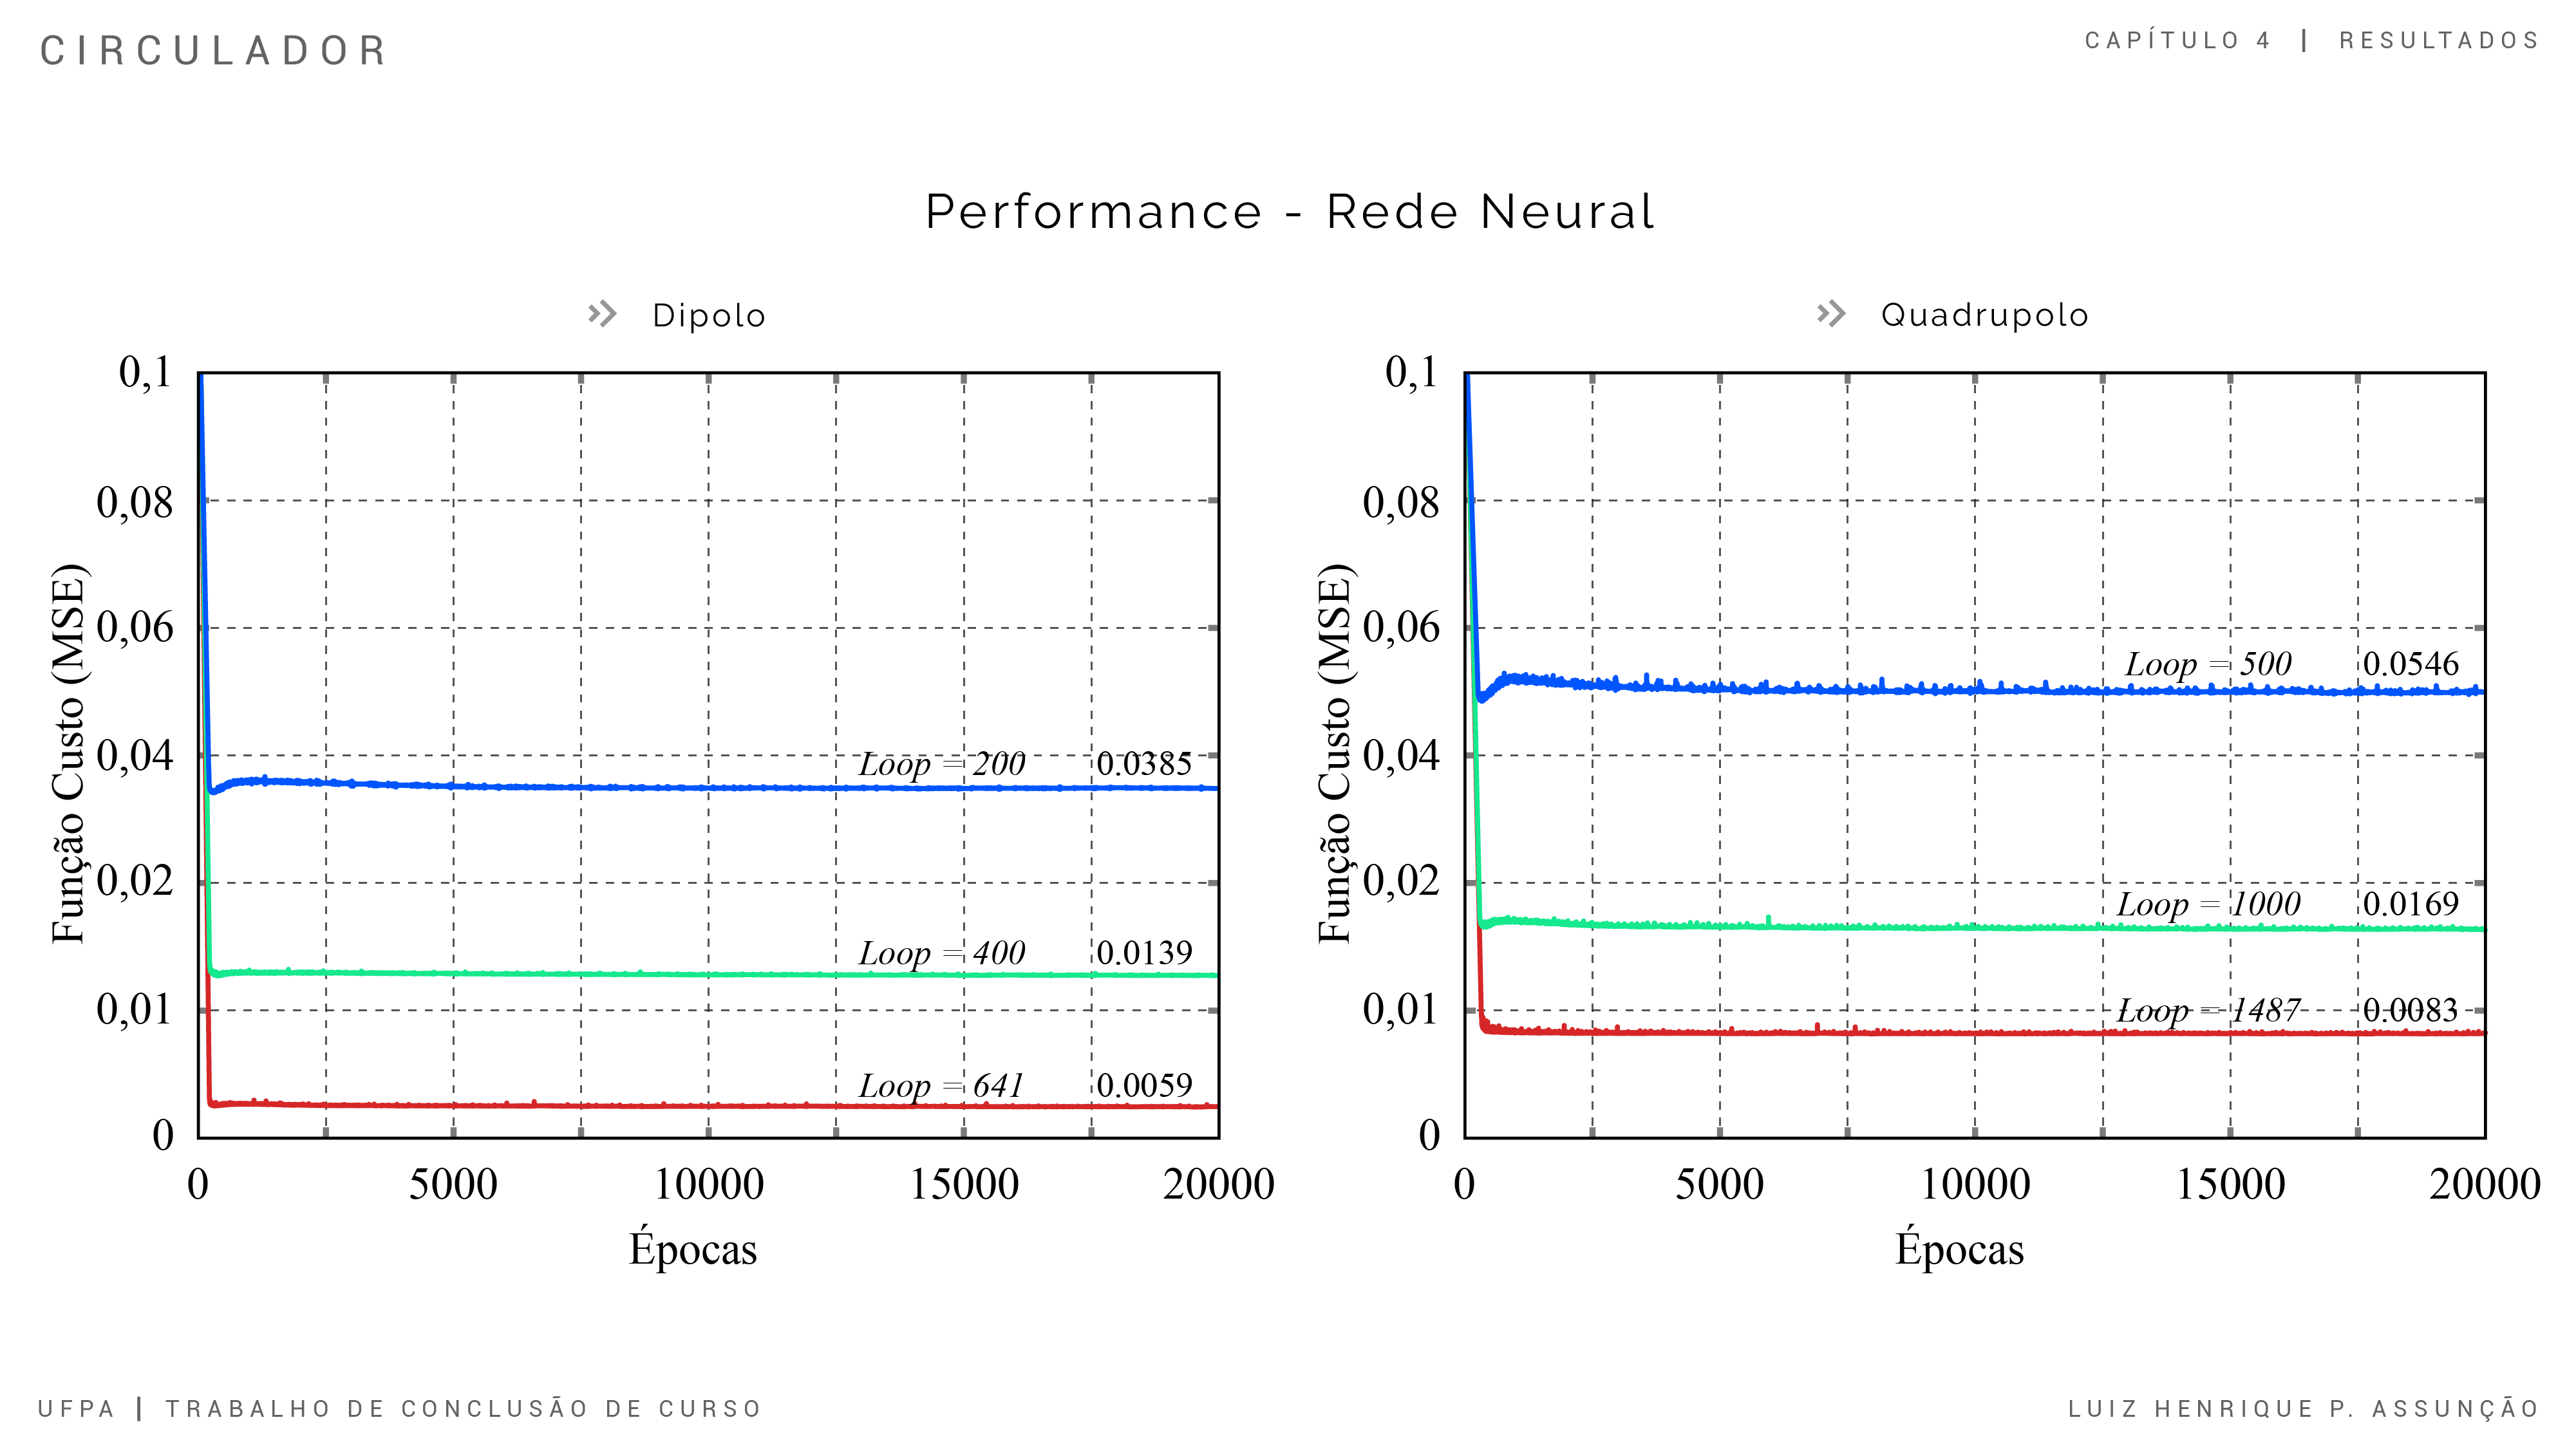 CIRCULADOR
CAPÍTULO 4 | RESULTADOS
Performance - Rede Neural
Dipolo
0,1
0,08
0,06
0,04
0,02
0,01
0
Função Custo (MSE)
Loop = 200 0.0385
Loop = 400 0.0139
Loop = 641 0.0059
0 5000 10000 15000 20000
Épocas
Quadrupolo
0,1
0,08
0,06
0,04
0,02
0,01
0
Função Custo (MSE)
Loop = 500 0.0546
Loop = 1000 0.0169
Loop = 1487 0.0083
0 5000 10000 15000 20000
Épocas
UFPA | TRABALHO DE CONCLUSÃO DE CURSO
LUIZ HENRIQUE P. ASSUNÇÃO